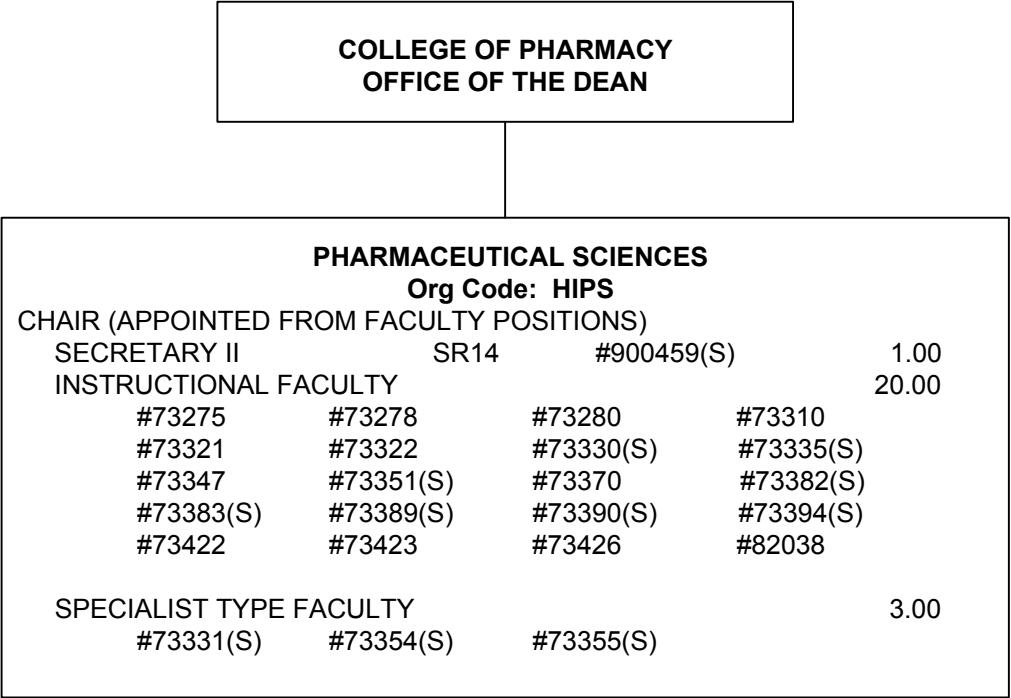 COLLEGE OF PHARMACY
OFFICE OF THE DEAN
PHARMACEUTICAL SCIENCES
Org Code: HIPS
CHAIR (APPOINTED FROM FACULTY POSITIONS)
SECRETARY II SR14 #900459(S) 1.00
INSTRUCTIONAL FACULTY 20.00
#73275 #73278 #73280 #73310
#73321 #73322 #73330(S) #73335(S)
#73347 #73351(S) #73370 #73382(S)
#73383(S) #73389(S) #73390(S) #73394(S)
#73422 #73423 #73426 #82038
SPECIALIST TYPE FACULTY 3.00
#73331(S) #73354(S) #73355(S)